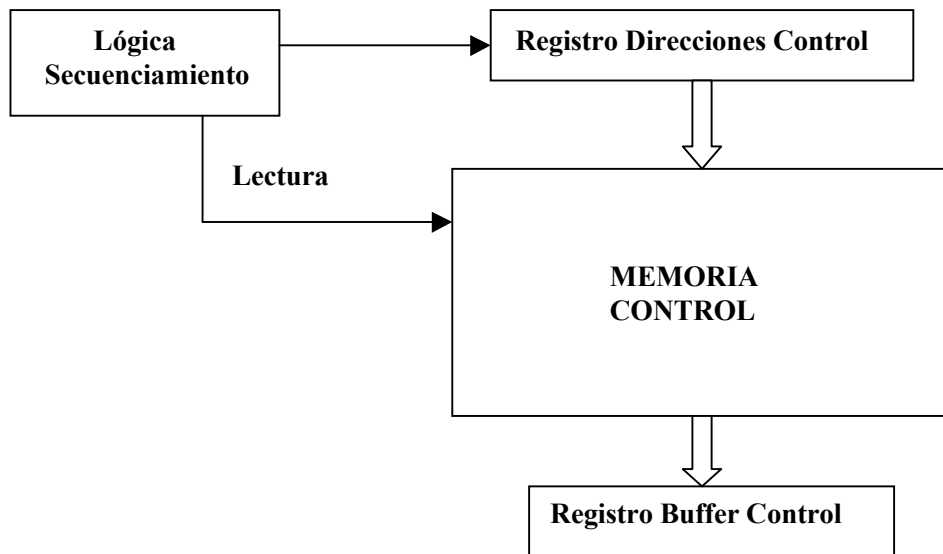 Lógica
Secuenciamiento
Registro Direcciones Control
Lectura
MEMORIA
CONTROL
Registro Buffer Control